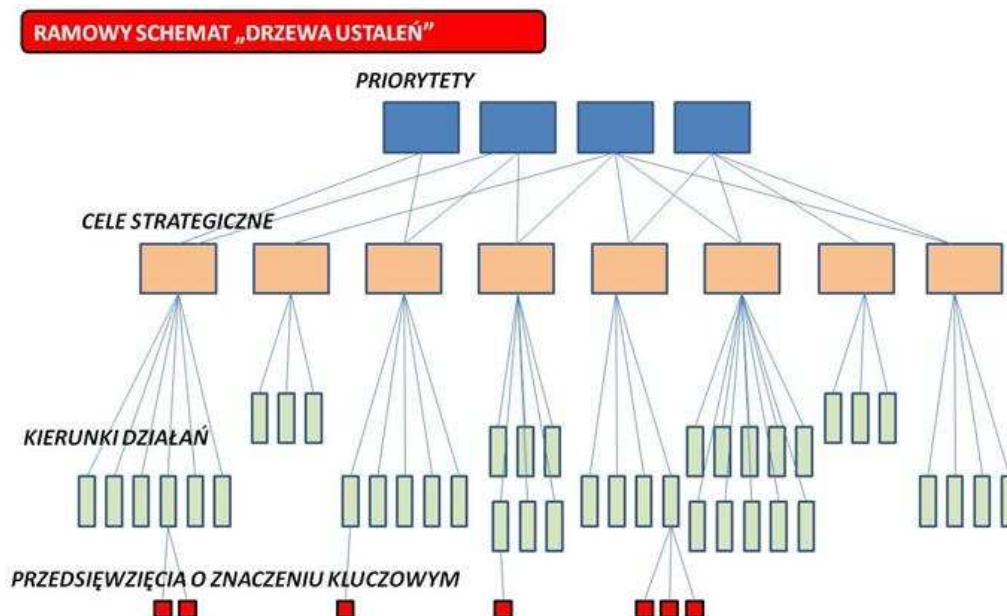 RAMOWY SCHEMAT „DRZEWA USTALEŃ”
PRIORYTETY
CELE STRATEGICZNE
KIERUNKI DZIAŁAŃ
PRZEDSIĘWZIĘCIA O ZNACZENIU KLUCZOWYM